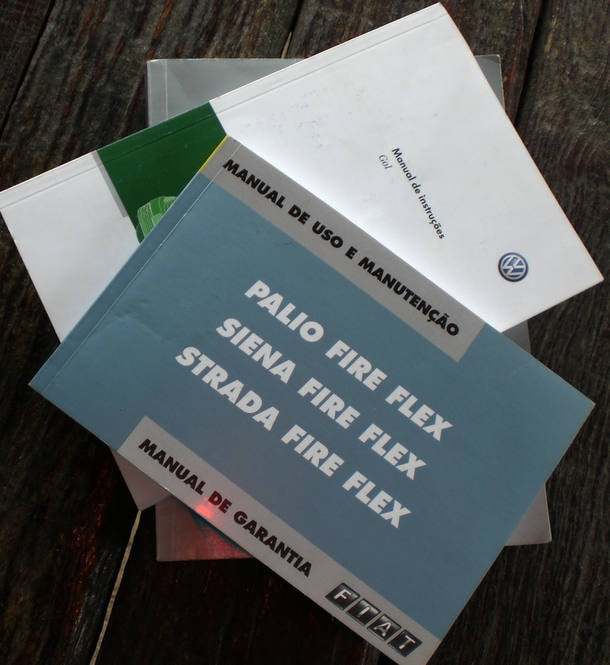 Manual de instruções
Gol
MANUAL DE USO E MANUTENÇÃO
PALIO FIRE FLEX
SIENA FIRE FLEX
STRADA FIRE FLEX
MANUAL DE GARANTIA
FIAT